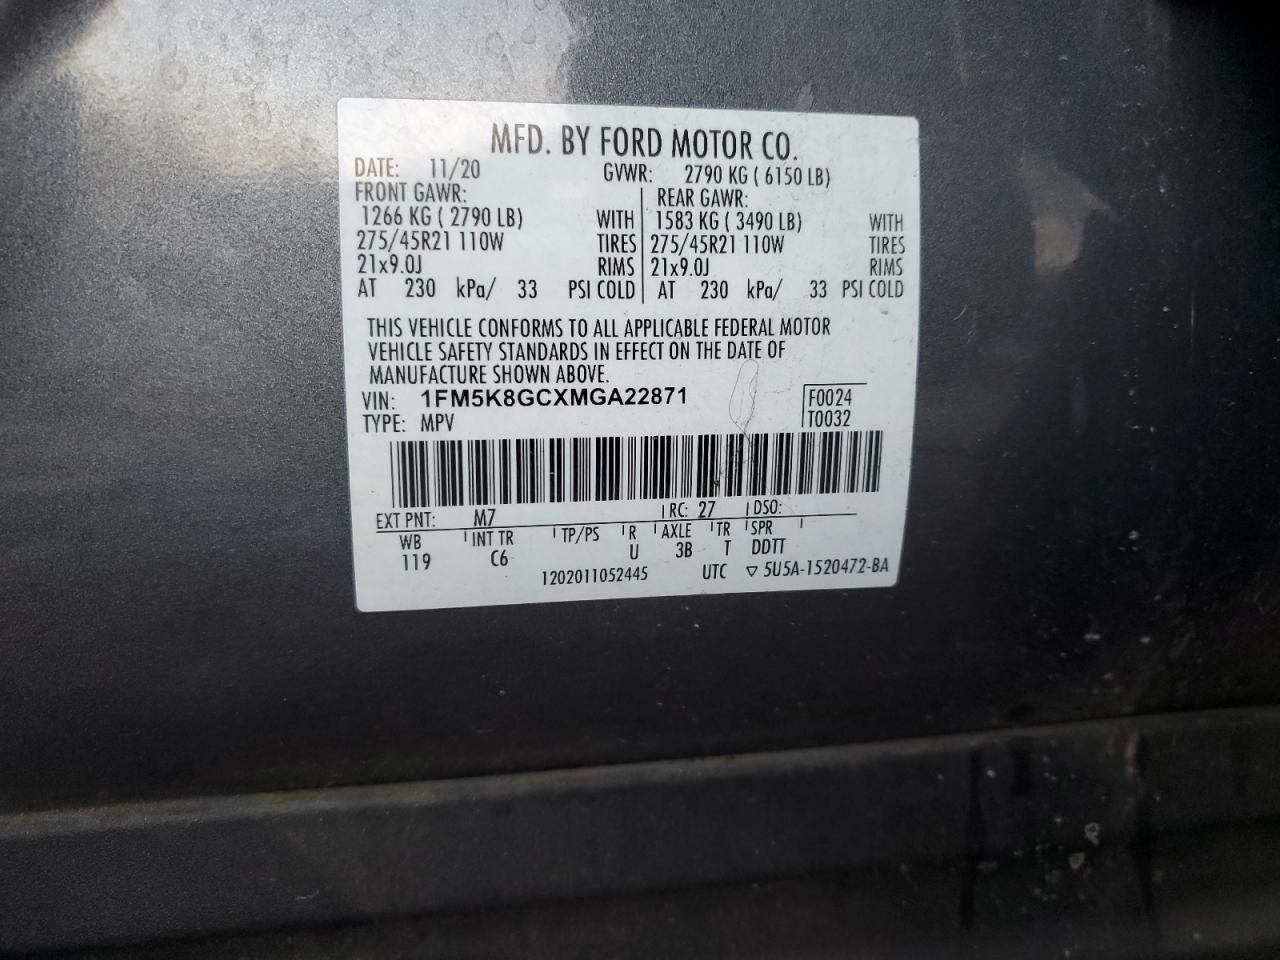 MFD. BY FORD MOTOR CO.
DATE: 11/20 GVWR: 2790 KG ( 6150 LB)
FRONT GAWR: REAR GAWR:
1266 KG ( 2790 LB) WITH 1583 KG ( 3490 LB) WITH
275/45R21 110W TIRES 275/45R21 110W TIRES
21x9.0J RIMS 21x9.0J RIMS
AT 230 kPa/ 33 PSI COLD AT 230 kPa/ 33 PSI COLD
THIS VEHICLE CONFORMS TO ALL APPLICABLE FEDERAL MOTOR
VEHICLE SAFETY STANDARDS IN EFFECT ON THE DATE OF
MANUFACTURE SHOWN ABOVE.
VIN: 1FM5K8GCXMGA22871 F0024
TYPE: MPV T0032
EXT PNT: M7 RC: 27 DSO:
WB INT TR TP/PS R AXLE TR SPR
119 C6 U 3B T DDTT
1202011052445 UTC ▽ 5U5A-1520472-BA